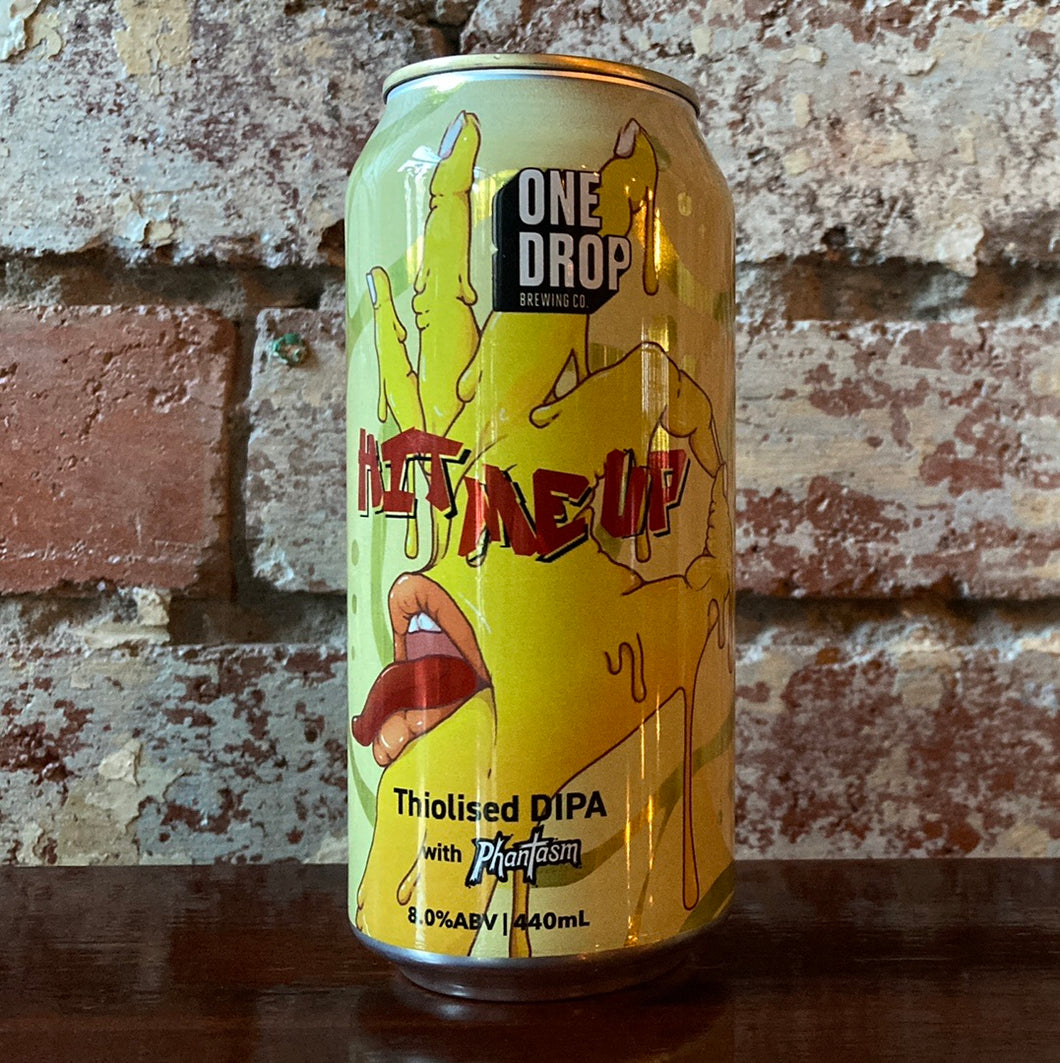 ONE
DROP
BREWING CO.
HIT ME UP
Thiolised DIPA
with Phantasm
8.0%ABV | 440mL